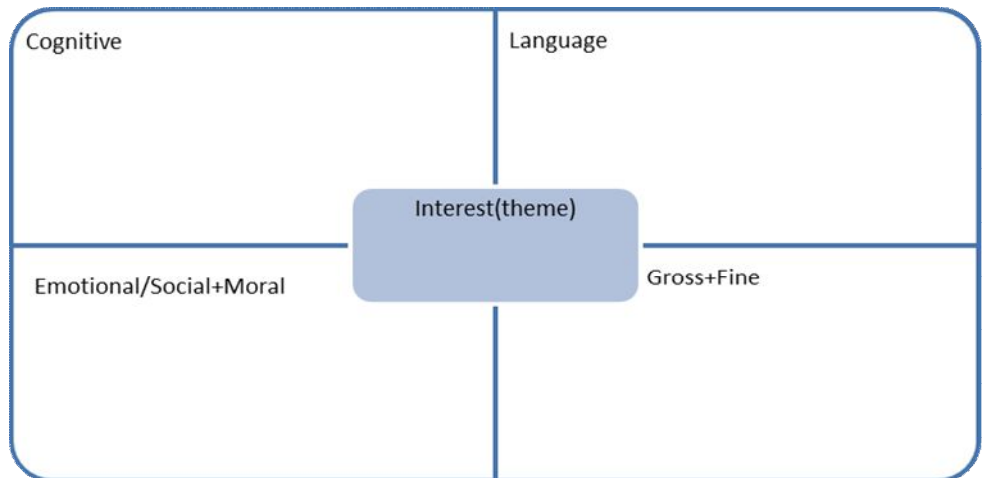 Cognitive
Language
Interest(theme)
Emotional/Social+Moral
Gross+Fine